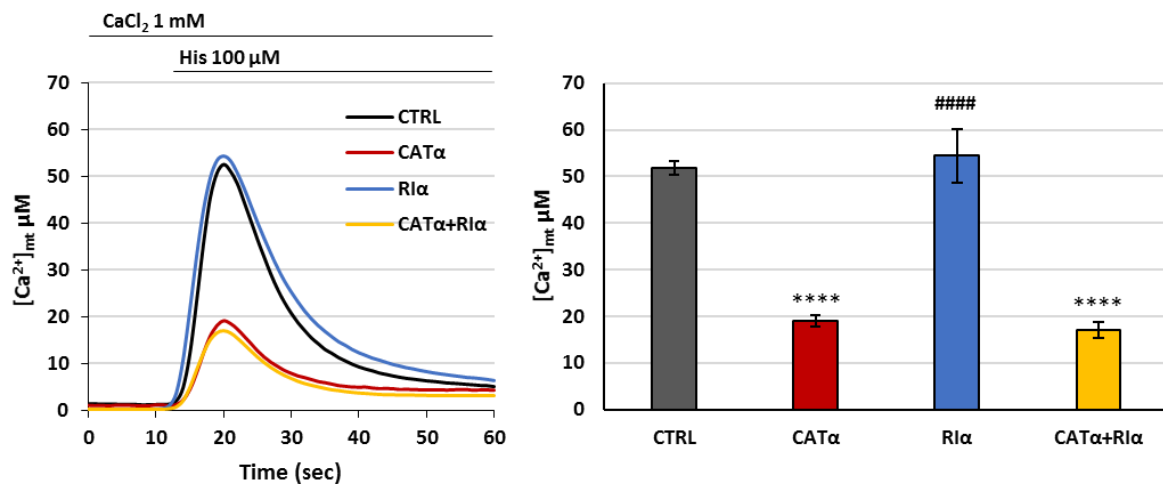 CaCl₂ 1 mM
His 100 µM
[Ca²⁺]mt µM
70
60
50
40
30
20
10
0
0 10 20 30 40 50 60
Time (sec)
CTRL
CATα
RIα
CATα+RIα
[Ca²⁺]mt µM
70
60
50
40
30
20
10
0
****
####
****
CTRL CATα RIα CATα+RIα